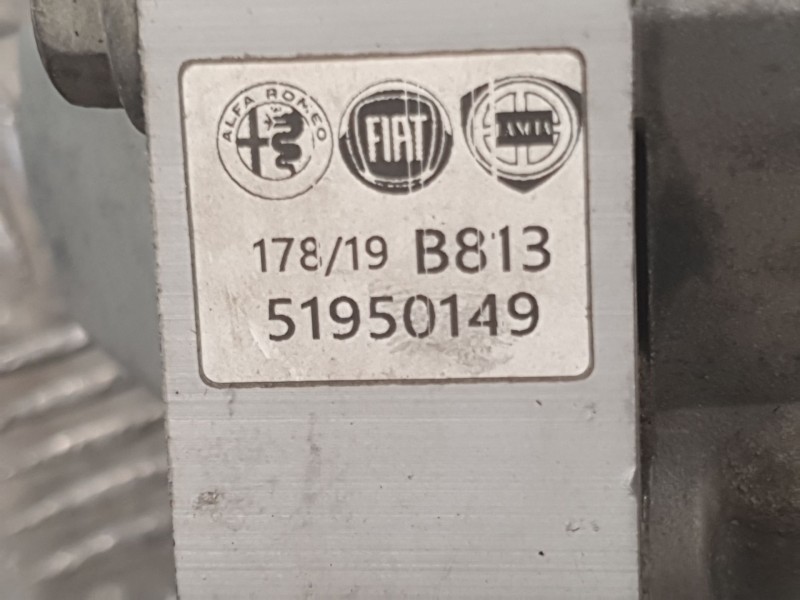 ALFA ROMEO
FIAT
LANCIA
178/19 B813
51950149